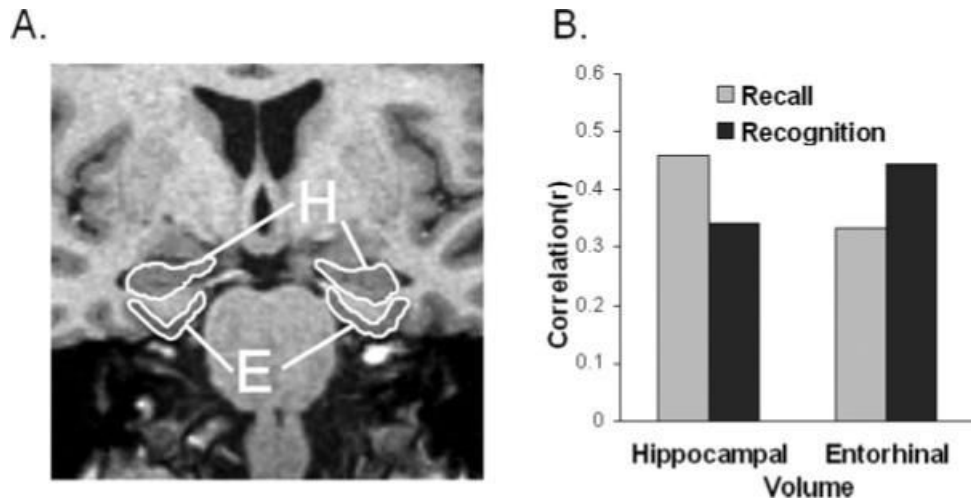 A.
H
E
B.
0.6
0.5
0.4
0.3
0.2
0.1
0
Correlation(r)
Recall
Recognition
Hippocampal Entorhinal
Volume